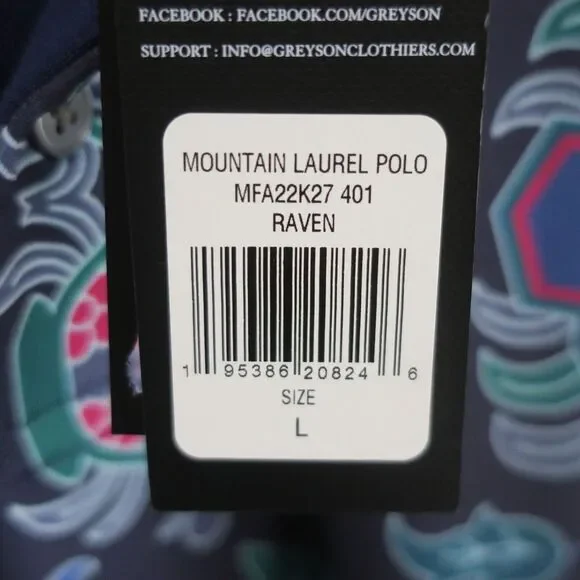 FACEBOOK : FACEBOOK.COM/GREYSON
SUPPORT : INFO@GREYSONCLOTHIERS.COM
MOUNTAIN LAUREL POLO
MFA22K27 401
RAVEN
1 95386 20824 6
SIZE
L